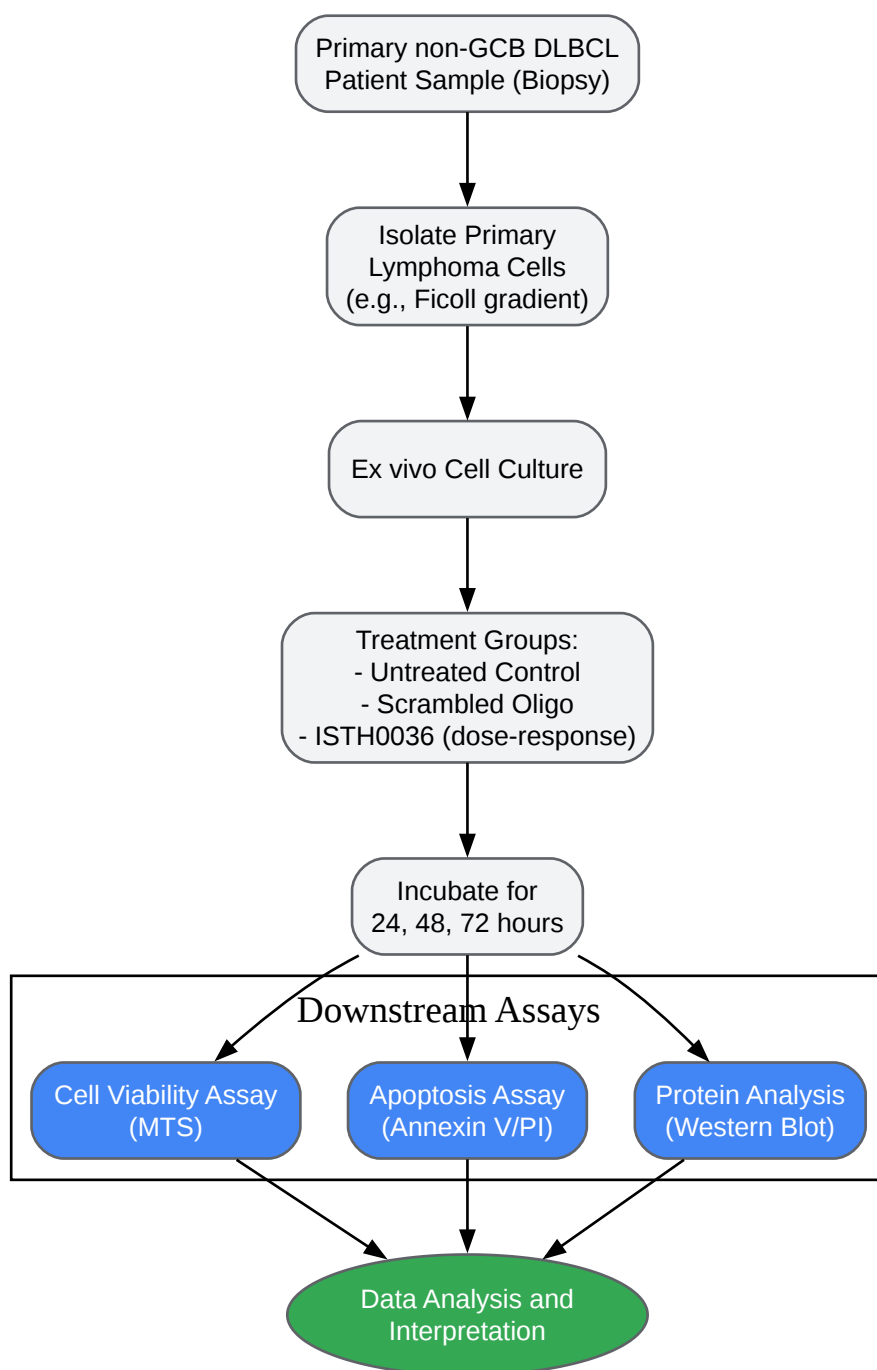 Primary non-GCB DLBCL
Patient Sample (Biopsy)
Isolate Primary
Lymphoma Cells
(e.g., Ficoll gradient)
Ex vivo Cell Culture
Treatment Groups:
- Untreated Control
- Scrambled Oligo
- ISTH0036 (dose-response)
Incubate for
24, 48, 72 hours
Downstream Assays
Cell Viability Assay
(MTS)
Apoptosis Assay
(Annexin V/PI)
Protein Analysis
(Western Blot)
Data Analysis and
Interpretation